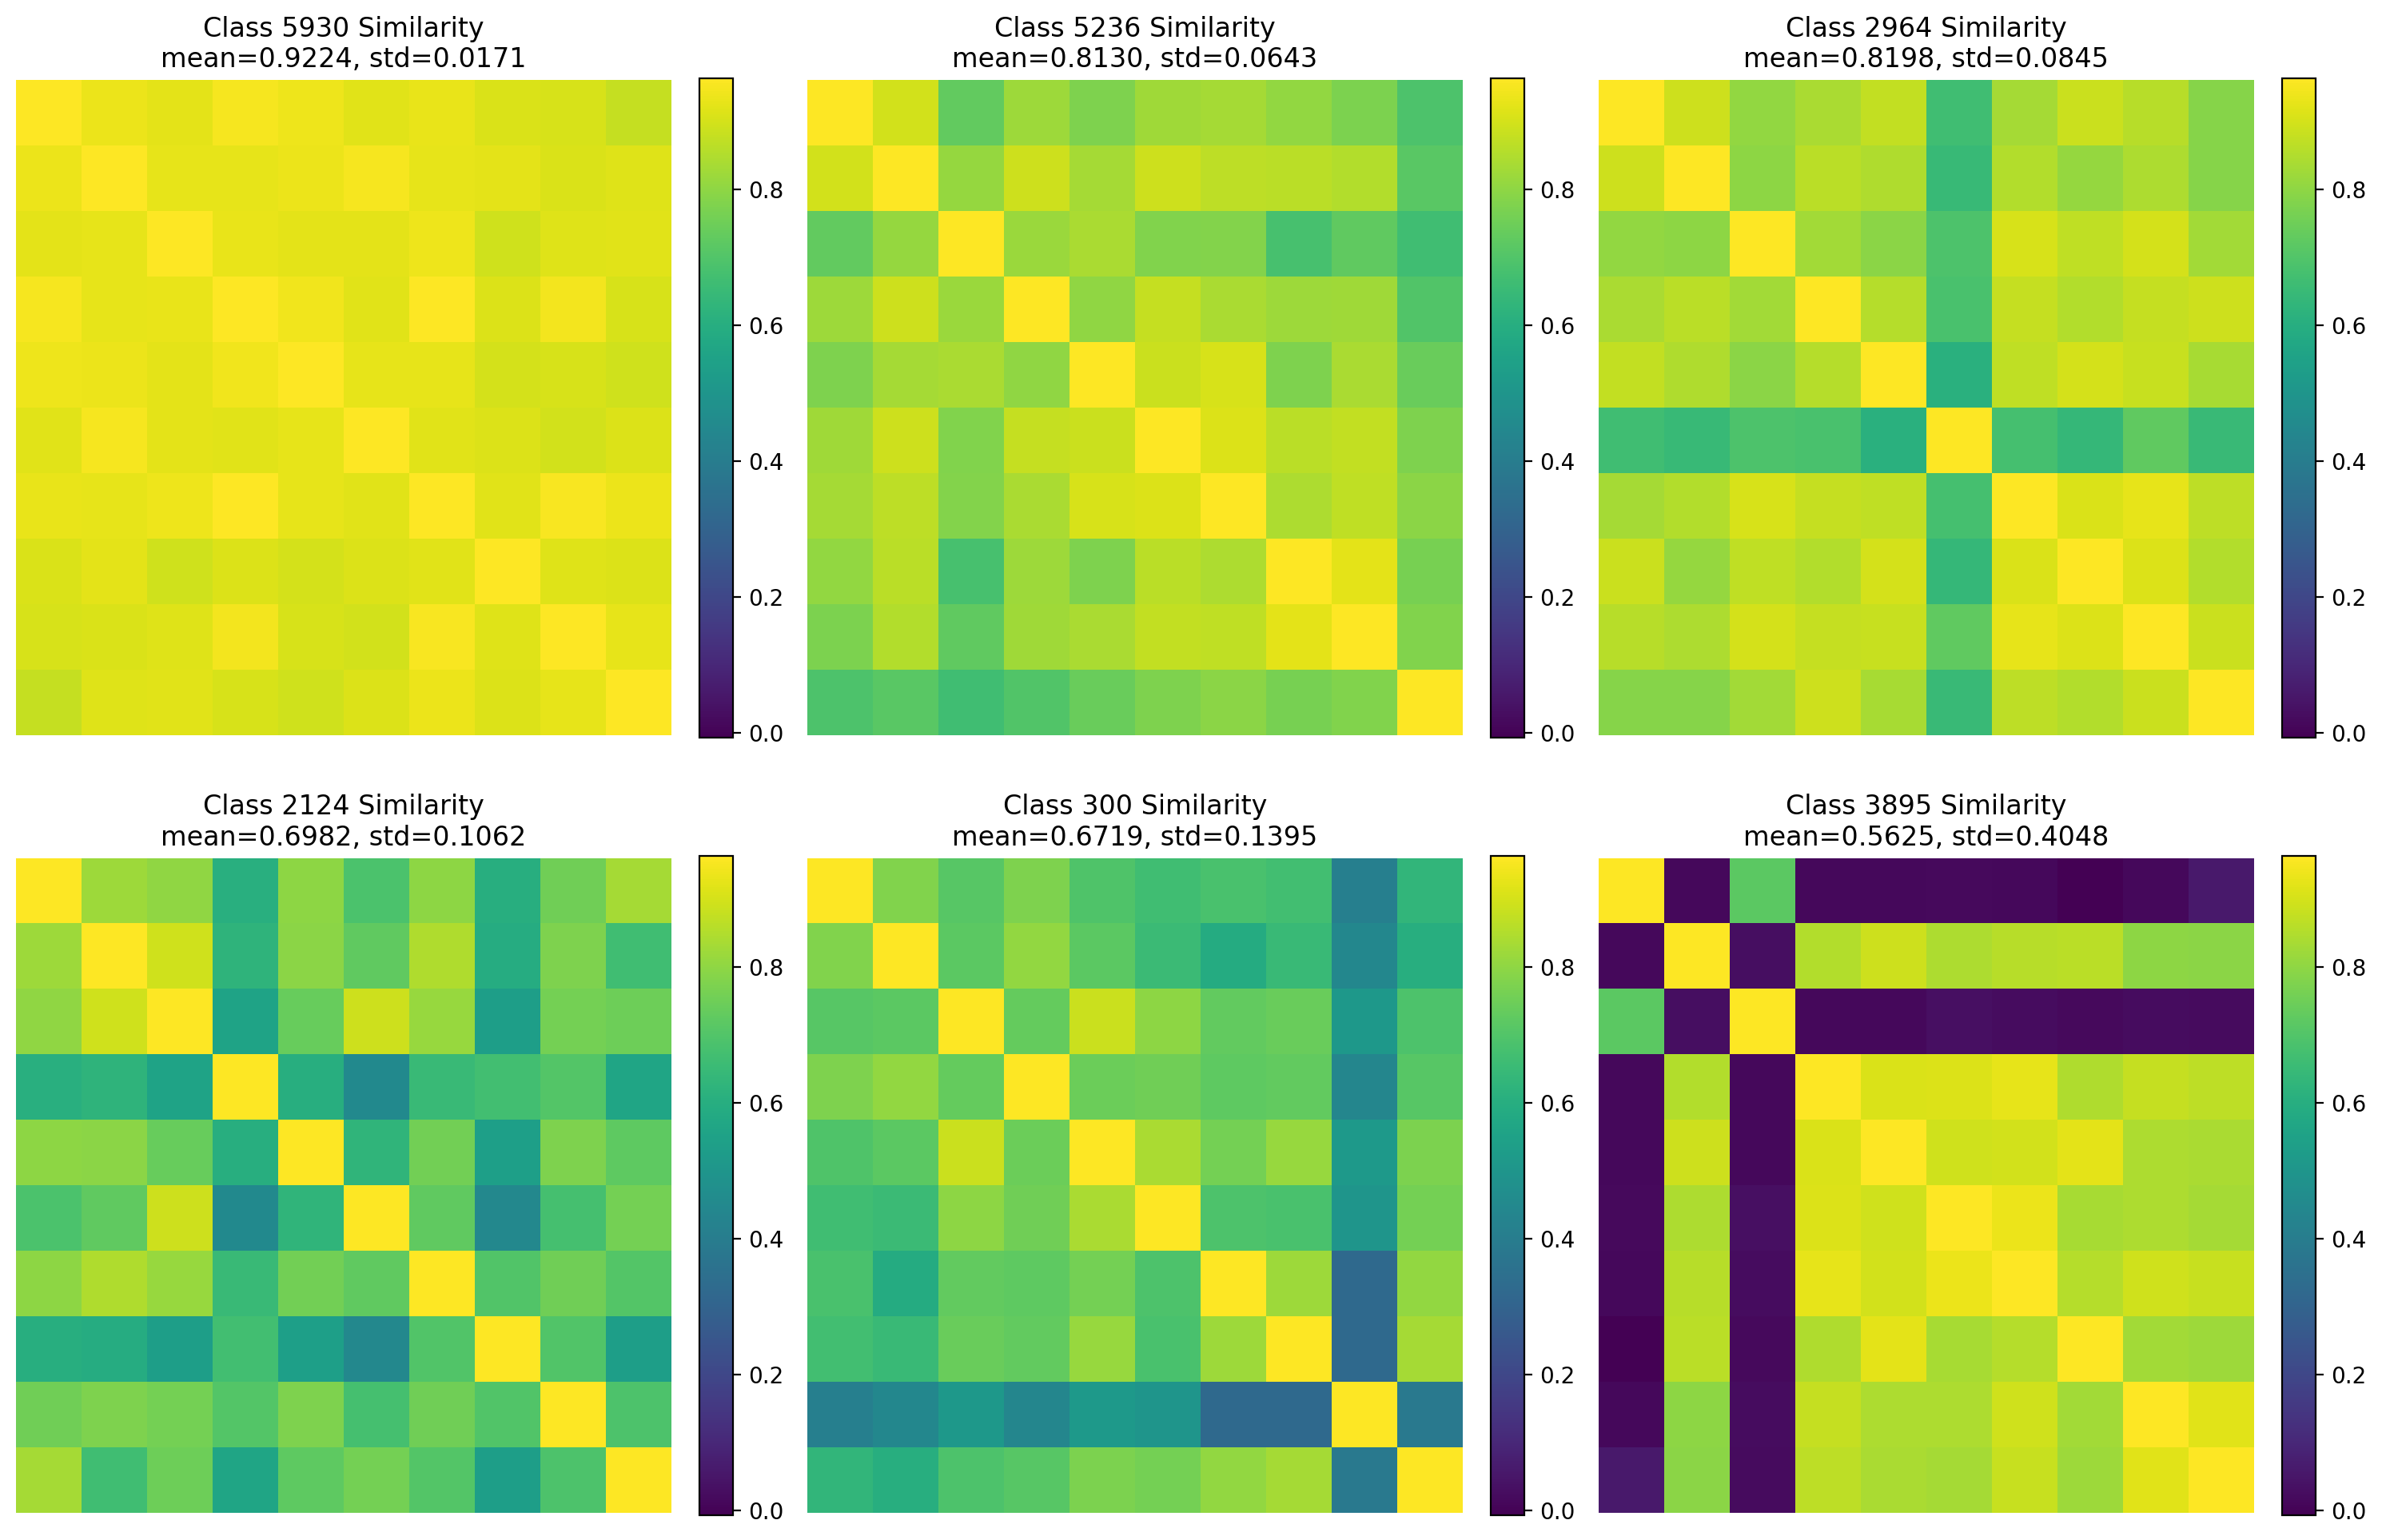 Class 5930 Similarity
mean=0.9224, std=0.0171
0.8
0.6
0.4
0.2
0.0
Class 5236 Similarity
mean=0.8130, std=0.0643
0.8
0.6
0.4
0.2
0.0
Class 2964 Similarity
mean=0.8198, std=0.0845
0.8
0.6
0.4
0.2
0.0
Class 2124 Similarity
mean=0.6982, std=0.1062
0.8
0.6
0.4
0.2
0.0
Class 300 Similarity
mean=0.6719, std=0.1395
0.8
0.6
0.4
0.2
0.0
Class 3895 Similarity
mean=0.5625, std=0.4048
0.8
0.6
0.4
0.2
0.0